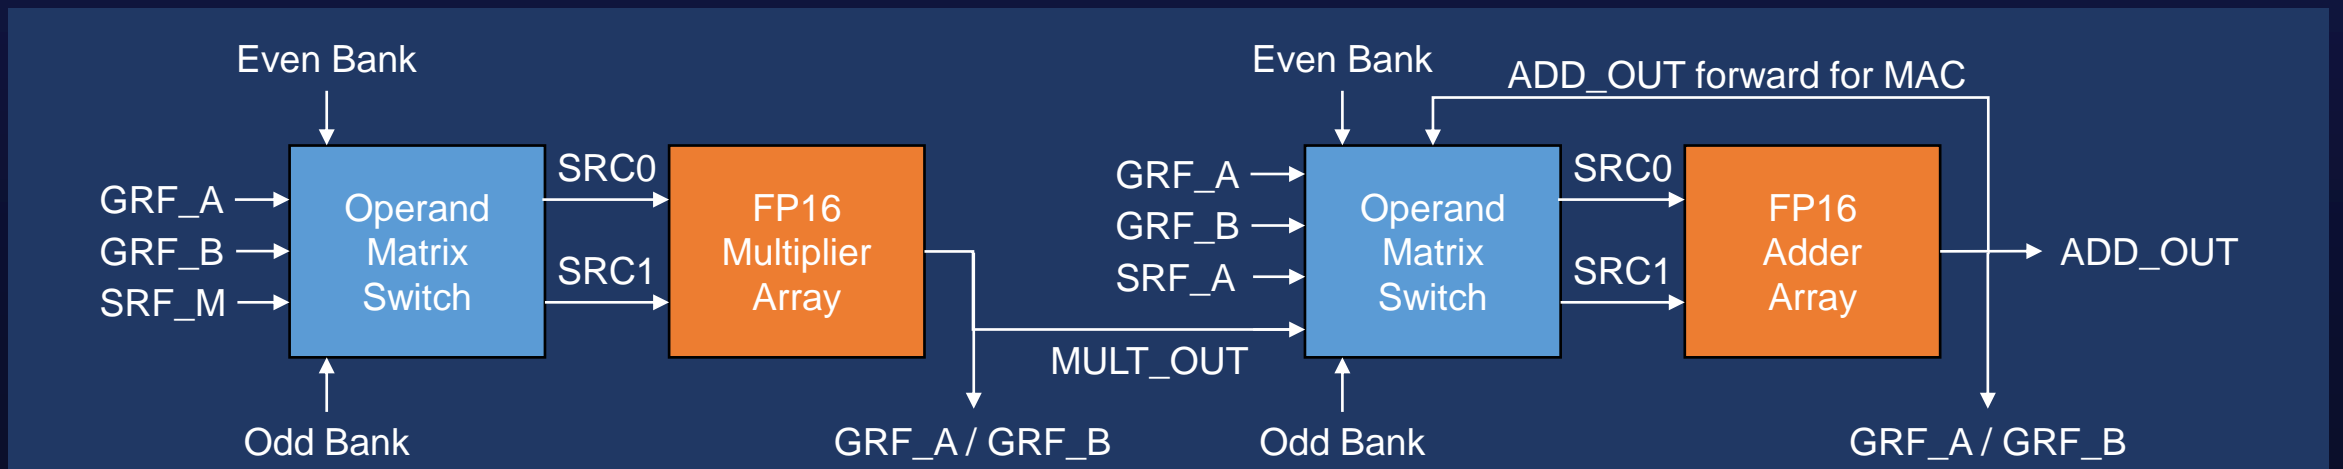 Even Bank
Even Bank
ADD_OUT forward for MAC
GRF_A
GRF_B
SRF_M
Operand
Matrix
Switch
SRC0
SRC1
FP16
Multiplier
Array
MULT_OUT
GRF_A
GRF_B
SRF_A
Operand
Matrix
Switch
SRC0
SRC1
FP16
Adder
Array
ADD_OUT
Odd Bank
GRF_A / GRF_B
Odd Bank
GRF_A / GRF_B